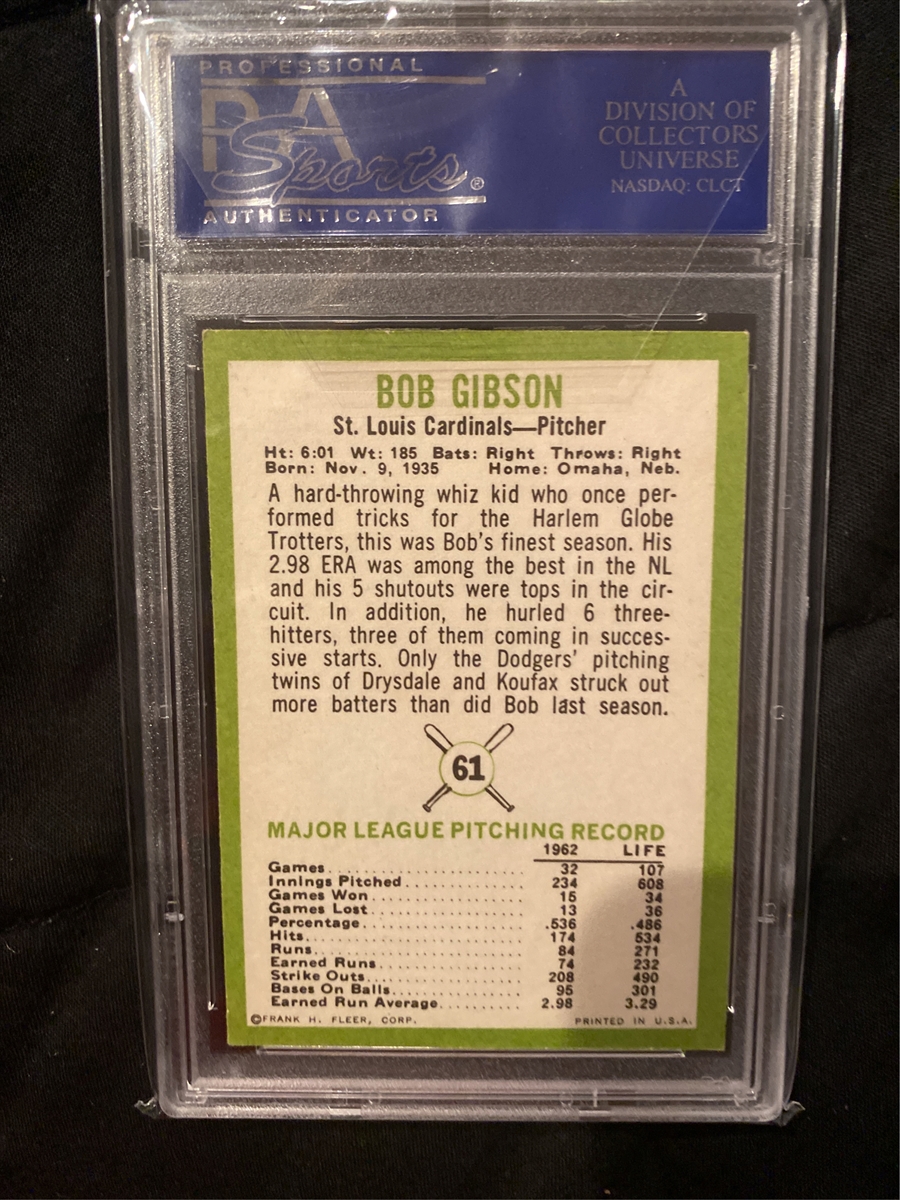 PROFESSIONAL
PSA
Sports®
AUTHENTICATOR
A
DIVISION OF
COLLECTORS
UNIVERSE
NASDAQ: CLCT
BOB GIBSON
St. Louis Cardinals—Pitcher
Ht: 6:01 Wt: 185 Bats: Right Throws: Right
Born: Nov. 9, 1935 Home: Omaha, Neb.
A hard-throwing whiz kid who once per-
formed tricks for the Harlem Globe
Trotters, this was Bob's finest season. His
2.98 ERA was among the best in the NL
and his 5 shutouts were tops in the cir-
cuit. In addition, he hurled 6 three-
hitters, three of them coming in succes-
sive starts. Only the Dodgers' pitching
twins of Drysdale and Koufax struck out
more batters than did Bob last season.
61
MAJOR LEAGUE PITCHING RECORD
1962 LIFE
Games 32 107
Innings Pitched 234 608
Games Won 15 34
Games Lost 13 36
Percentage .536 .486
Hits 174 534
Runs 84 271
Earned Runs 74 232
Strike Outs 208 490
Bases On Balls 95 301
Earned Run Average 2.98 3.29
©FRANK H. FLEER, CORP. PRINTED IN U.S.A.